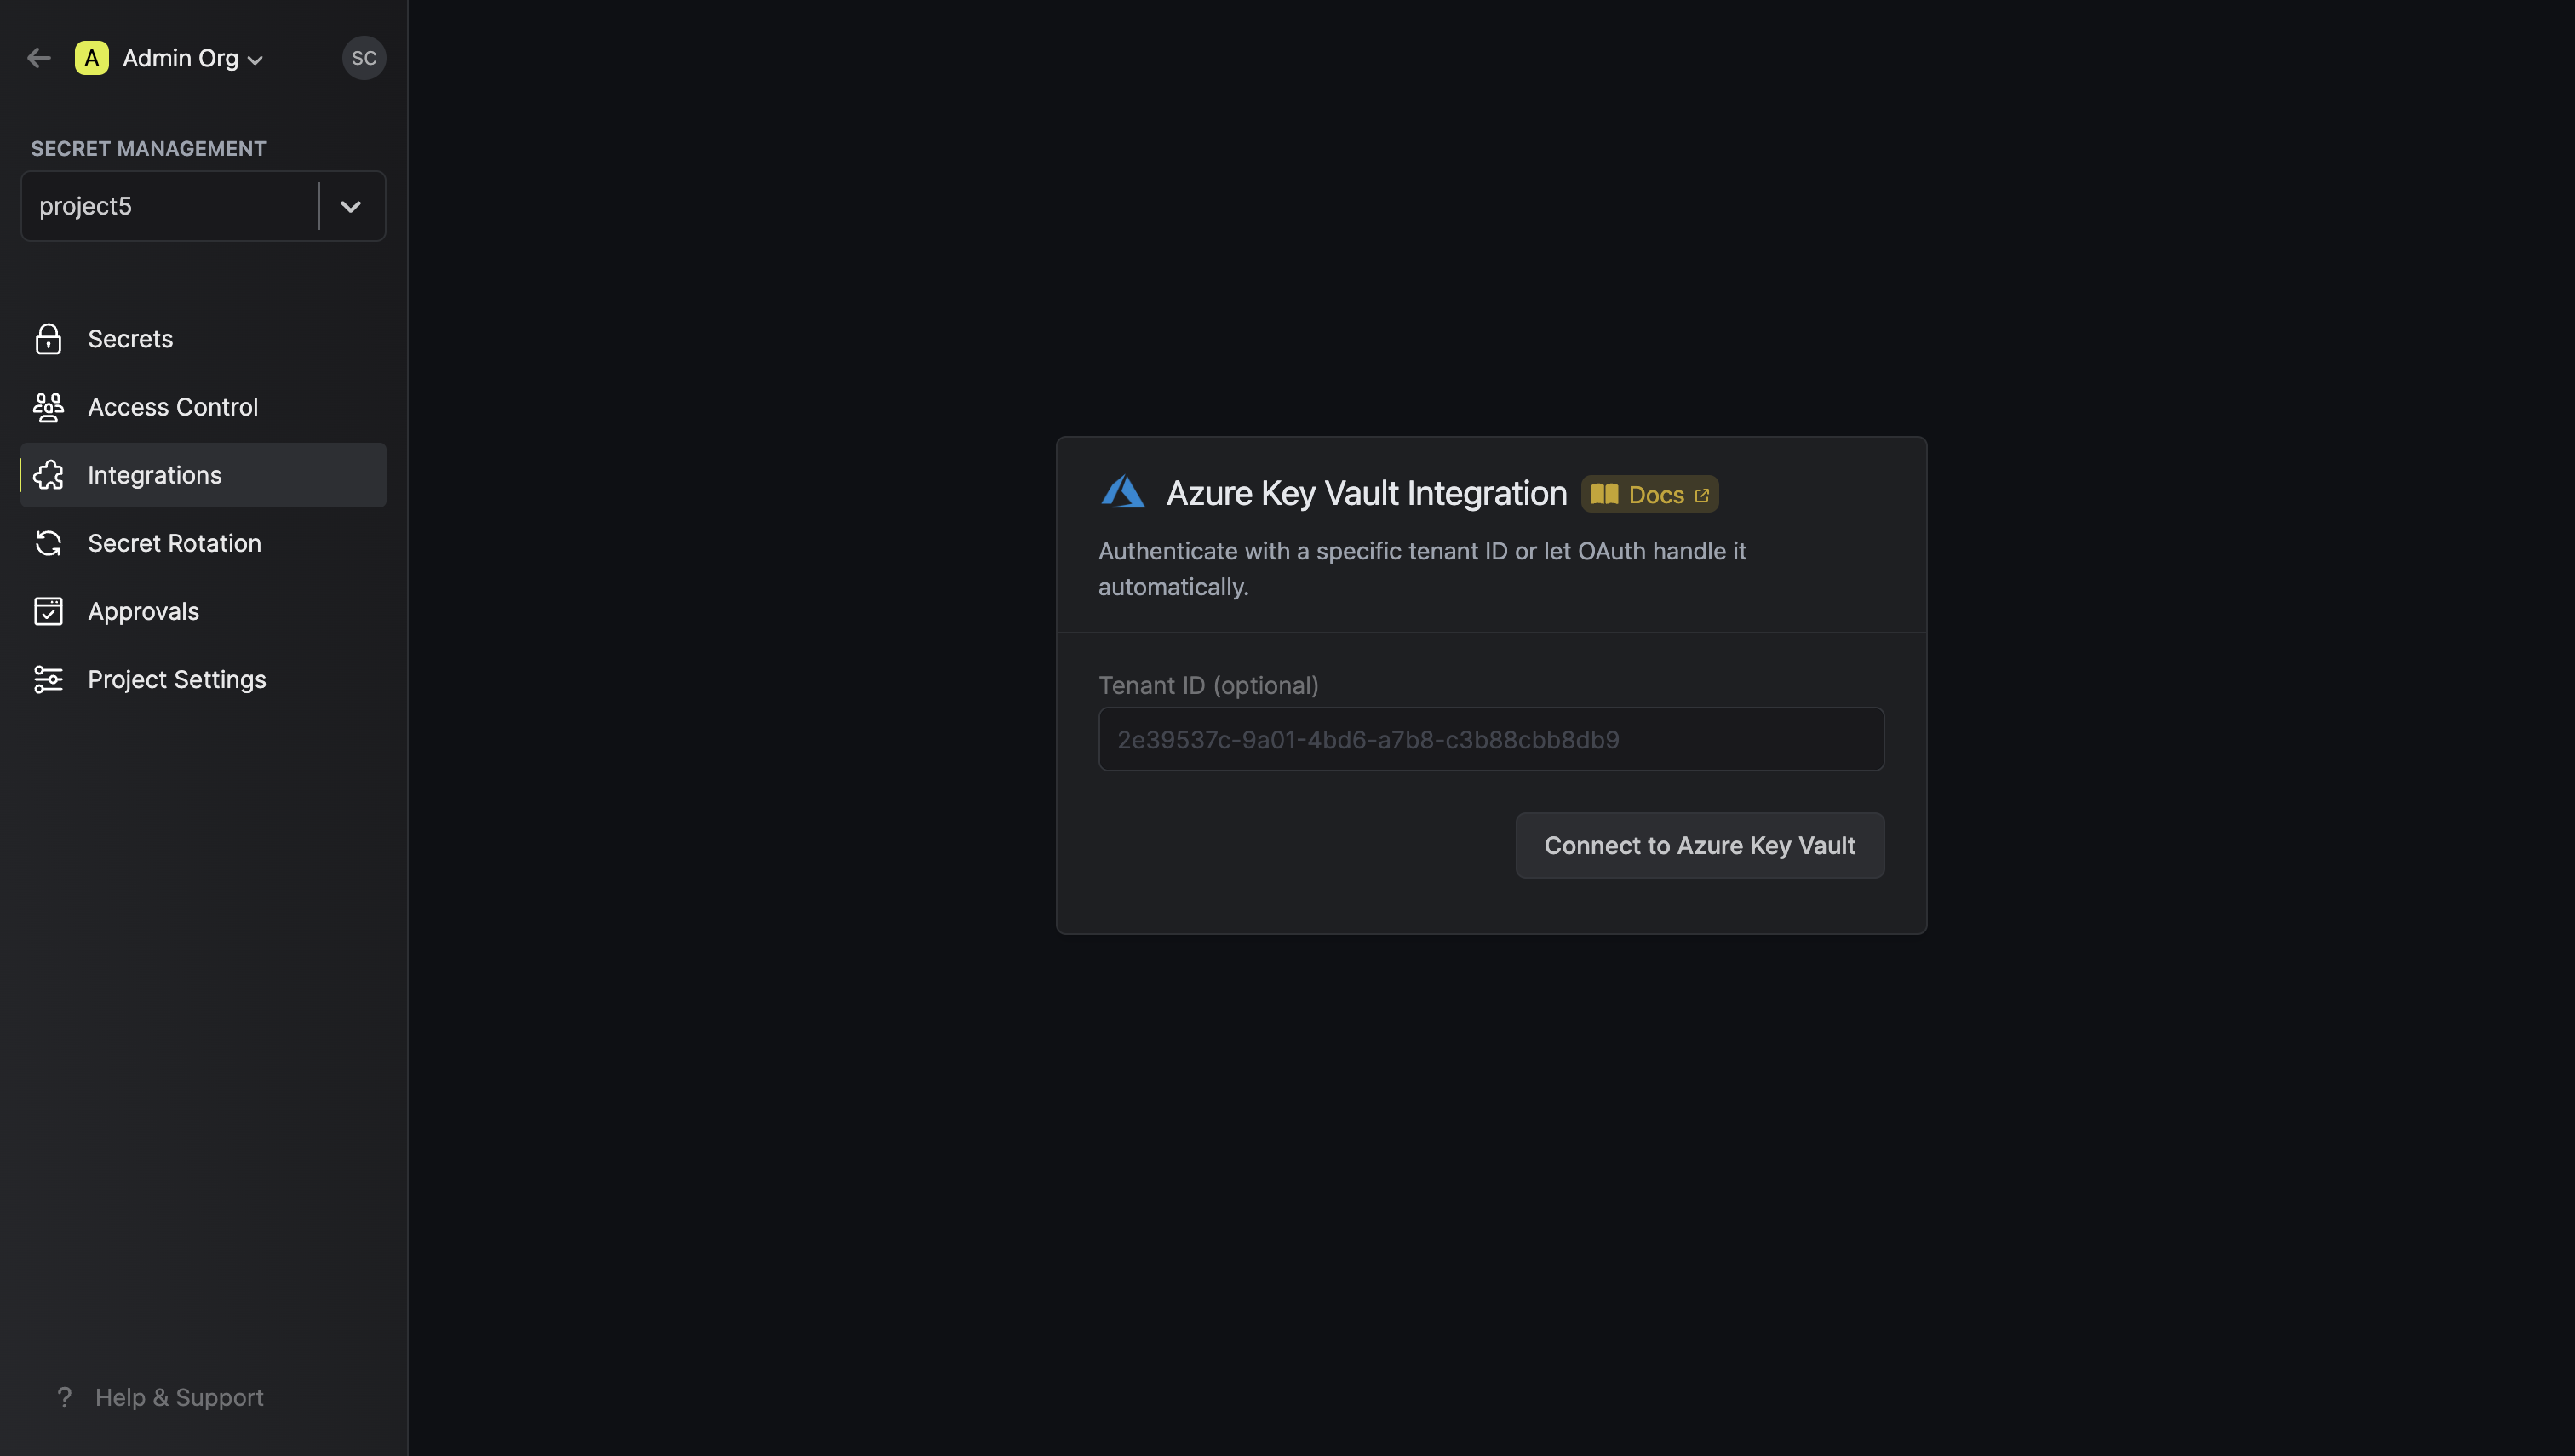 A Admin Org
SC
SECRET MANAGEMENT
project5
Secrets
Access Control
Integrations
Secret Rotation
Approvals
Project Settings
? Help & Support
Azure Key Vault Integration Docs
Authenticate with a specific tenant ID or let OAuth handle it
automatically.
Tenant ID (optional)
2e39537c-9a01-4bd6-a7b8-c3b88cbb8db9
Connect to Azure Key Vault